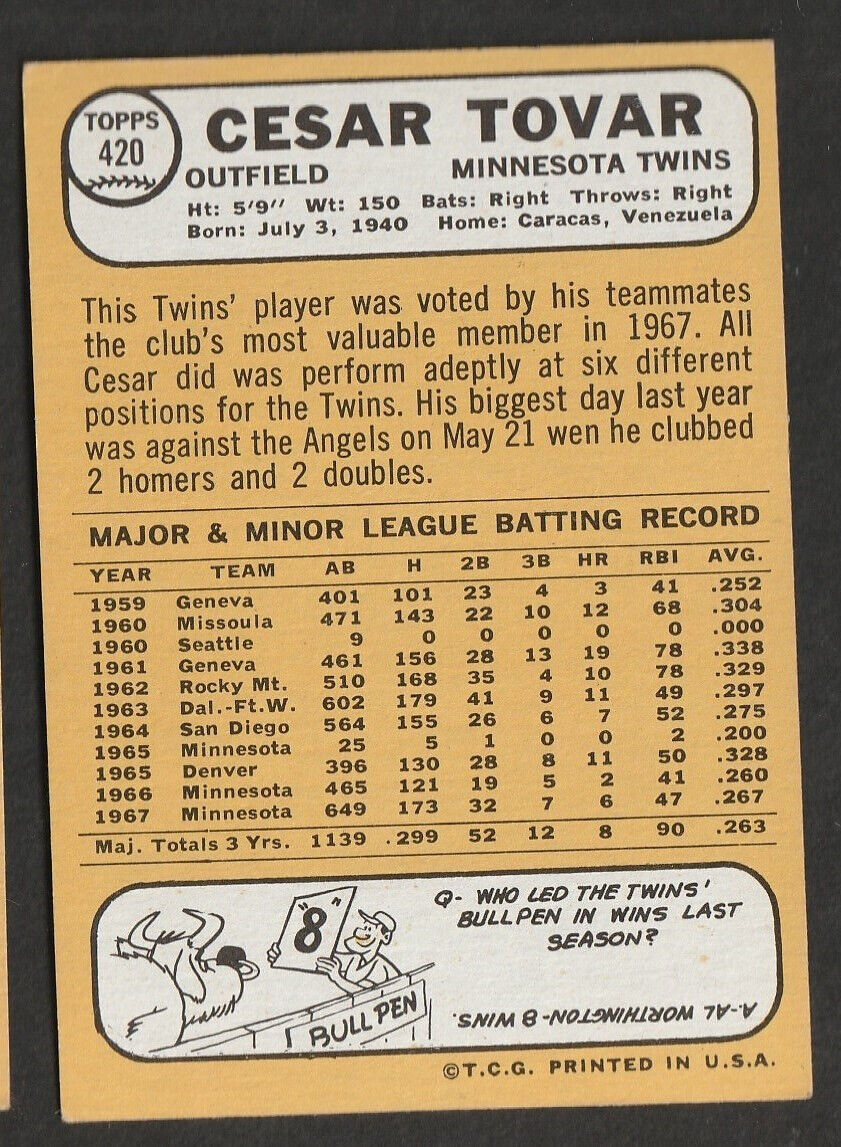 TOPPS
420
CESAR TOVAR
OUTFIELD MINNESOTA TWINS
Ht: 5'9" Wt: 150 Bats: Right Throws: Right
Born: July 3, 1940 Home: Caracas, Venezuela
This Twins' player was voted by his teammates
the club's most valuable member in 1967. All
Cesar did was perform adeptly at six different
positions for the Twins. His biggest day last year
was against the Angels on May 21 wen he clubbed
2 homers and 2 doubles.
MAJOR & MINOR LEAGUE BATTING RECORD
YEAR TEAM AB H 2B 3B HR RBI AVG.
1959 Geneva 401 101 23 4 3 41 .252
1960 Missoula 471 143 22 10 12 68 .304
1960 Seattle 9 0 0 0 0 0 .000
1961 Geneva 461 156 28 13 19 78 .338
1962 Rocky Mt. 510 168 35 4 10 78 .329
1963 Dal.-Ft.W. 602 179 41 9 11 49 .297
1964 San Diego 564 155 26 6 7 52 .275
1965 Minnesota 25 5 1 0 0 2 .200
1965 Denver 396 130 28 8 11 50 .328
1966 Minnesota 465 121 19 5 2 41 .260
1967 Minnesota 649 173 32 7 6 47 .267
Maj. Totals 3 Yrs. 1139 .299 52 12 8 90 .263
"8"
BULL PEN
Q- WHO LED THE TWINS'
BULLPEN IN WINS LAST
SEASON?
A-AL WORTHINGTON-8 WINS.
©T.C.G. PRINTED IN U.S.A.